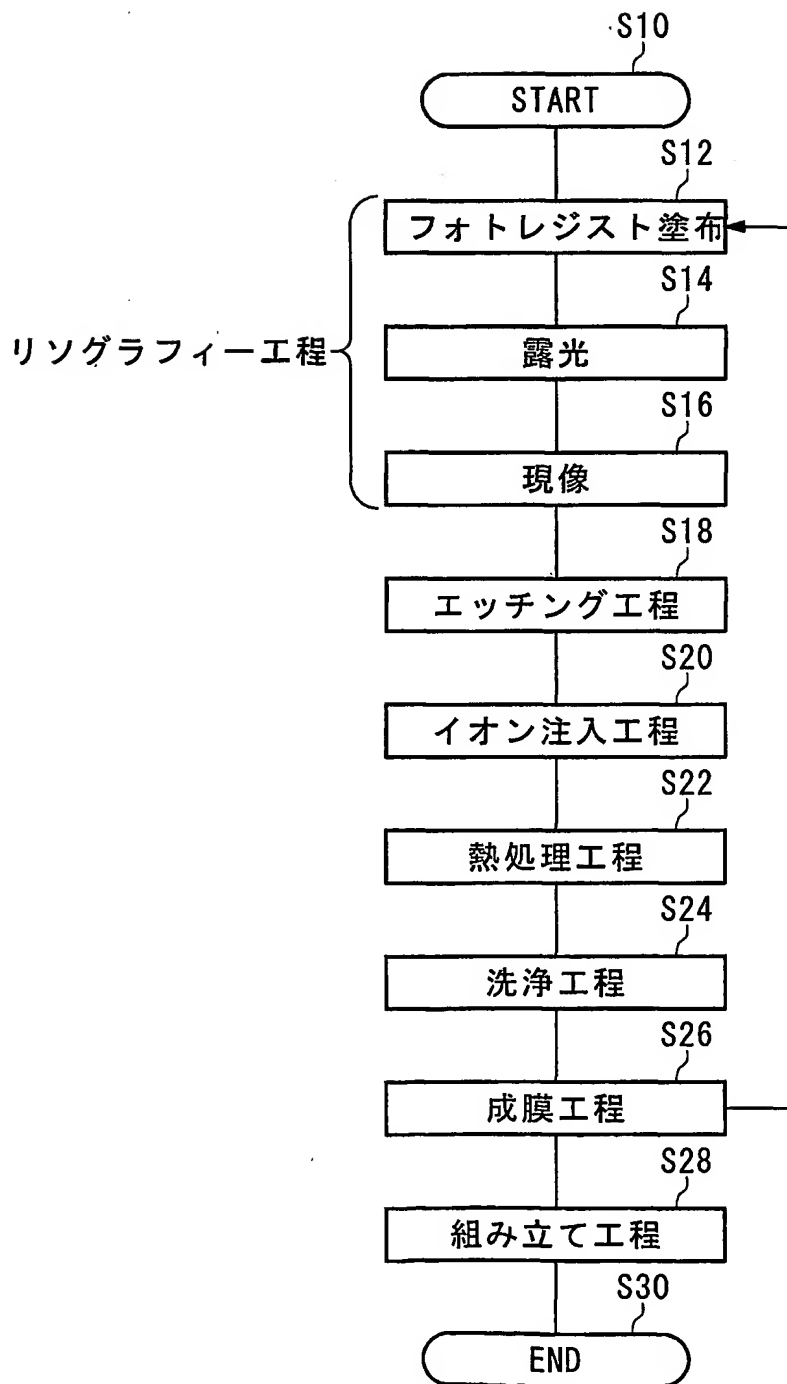 S10
START
S12
フォトレジスト塗布
S14
リソグラフィー工程
露光
S16
現像
S18
エッチング工程
S20
イオン注入工程
S22
熱処理工程
S24
洗浄工程
S26
成膜工程
S28
組み立て工程
S30
END